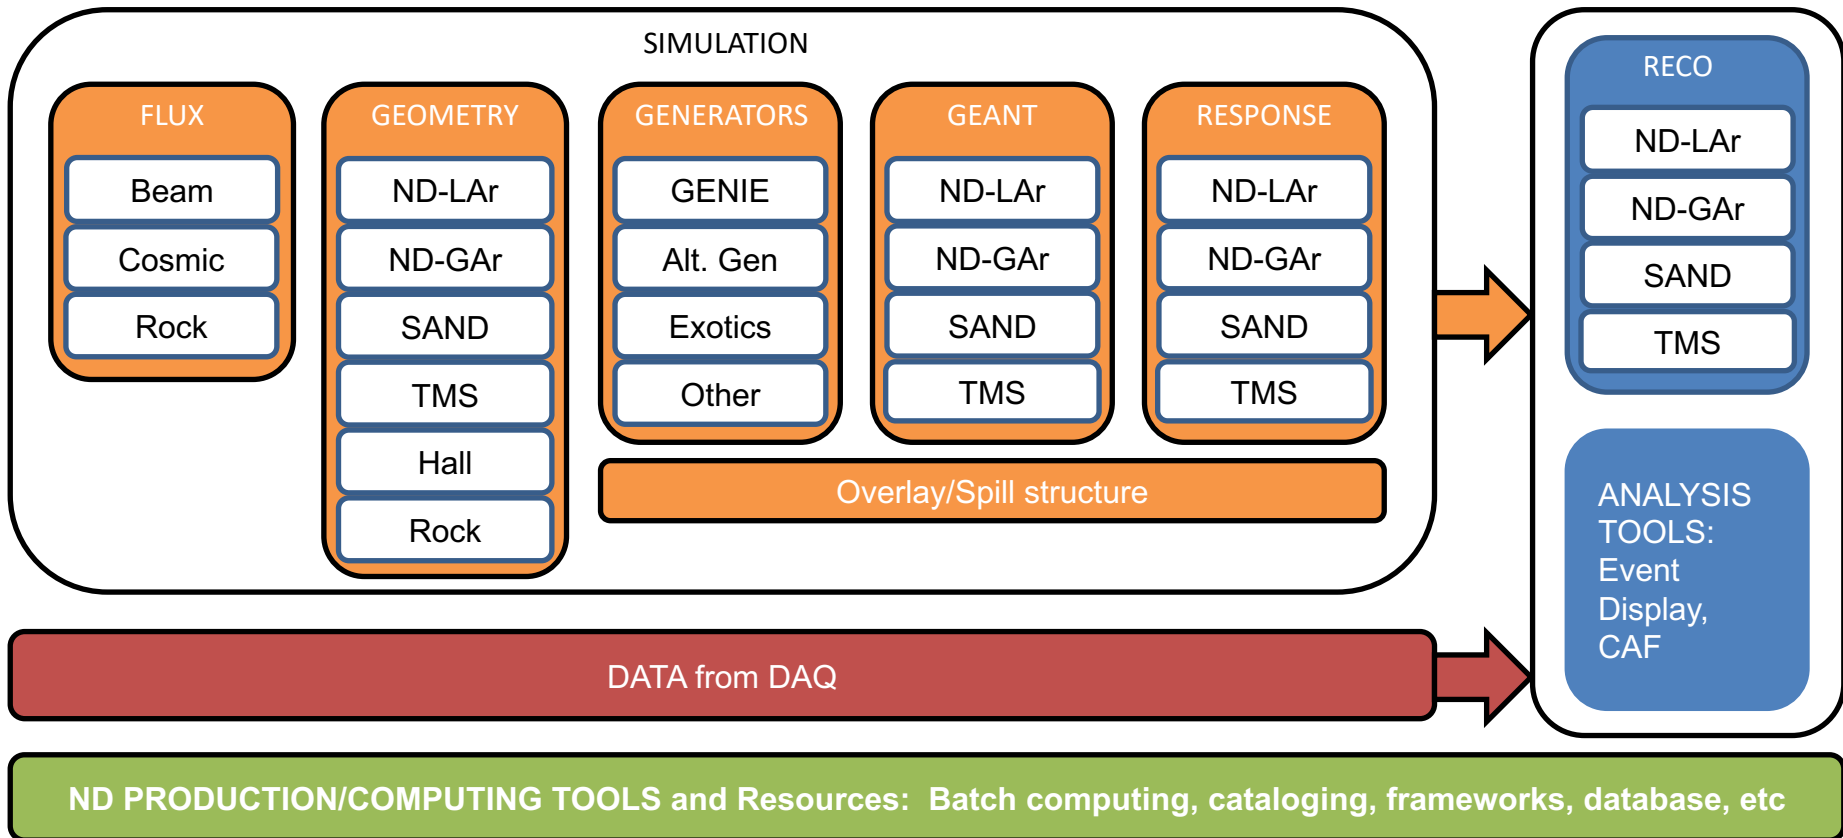 SIMULATION
FLUX
Beam
Cosmic
Rock
GEOMETRY
ND-LAr
ND-GAr
SAND
TMS
Hall
Rock
GENERATORS
GENIE
Alt. Gen
Exotics
Other
GEANT
ND-LAr
ND-GAr
SAND
TMS
RESPONSE
ND-LAr
ND-GAr
SAND
TMS
Overlay/Spill structure
RECO
ND-LAr
ND-GAr
SAND
TMS
ANALYSIS
TOOLS:
Event
Display,
CAF
DATA from DAQ
ND PRODUCTION/COMPUTING TOOLS and Resources: Batch computing, cataloging, frameworks, database, etc